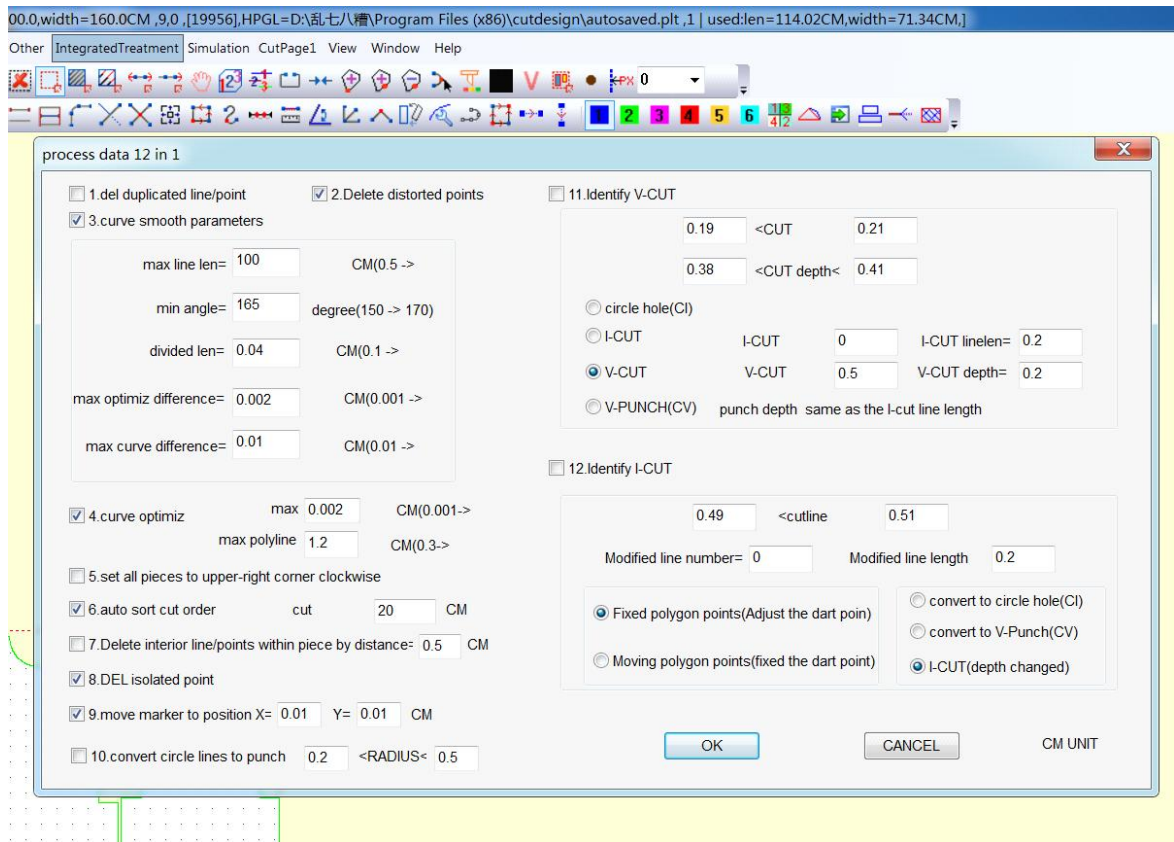 00.0,width=160.0CM ,9,0 ,[19956],HPGL=D:\乱七八糟\Program Files (x86)\cutdesign\autosaved.plt ,1 | used:len=114.02CM,width=71.34CM,]
Other IntegratedTreatment Simulation CutPage1 View Window Help
PX 0
1 2 3 4 5 6
process data 12 in 1
1.del duplicated line/point 2.Delete distorted points
3.curve smooth parameters
max line len= 100 CM(0.5 ->
min angle= 165 degree(150 -> 170)
divided len= 0.04 CM(0.1 ->
max optimiz difference= 0.002 CM(0.001 ->
max curve difference= 0.01 CM(0.01 ->
4.curve optimiz max 0.002 CM(0.001->
max polyline 1.2 CM(0.3->
5.set all pieces to upper-right corner clockwise
6.auto sort cut order cut 20 CM
7.Delete interior line/points within piece by distance= 0.5 CM
8.DEL isolated point
9.move marker to position X= 0.01 Y= 0.01 CM
10.convert circle lines to punch 0.2 <RADIUS< 0.5
11.Identify V-CUT
0.19 <CUT 0.21
0.38 <CUT depth< 0.41
circle hole(CI)
I-CUT I-CUT 0 I-CUT linelen= 0.2
V-CUT V-CUT 0.5 V-CUT depth= 0.2
V-PUNCH(CV) punch depth same as the I-cut line length
12.Identify I-CUT
0.49 <cutline 0.51
Modified line number= 0 Modified line length 0.2
Fixed polygon points(Adjust the dart poin)
Moving polygon points(fixed the dart point)
convert to circle hole(CI)
convert to V-Punch(CV)
I-CUT(depth changed)
OK CANCEL CM UNIT